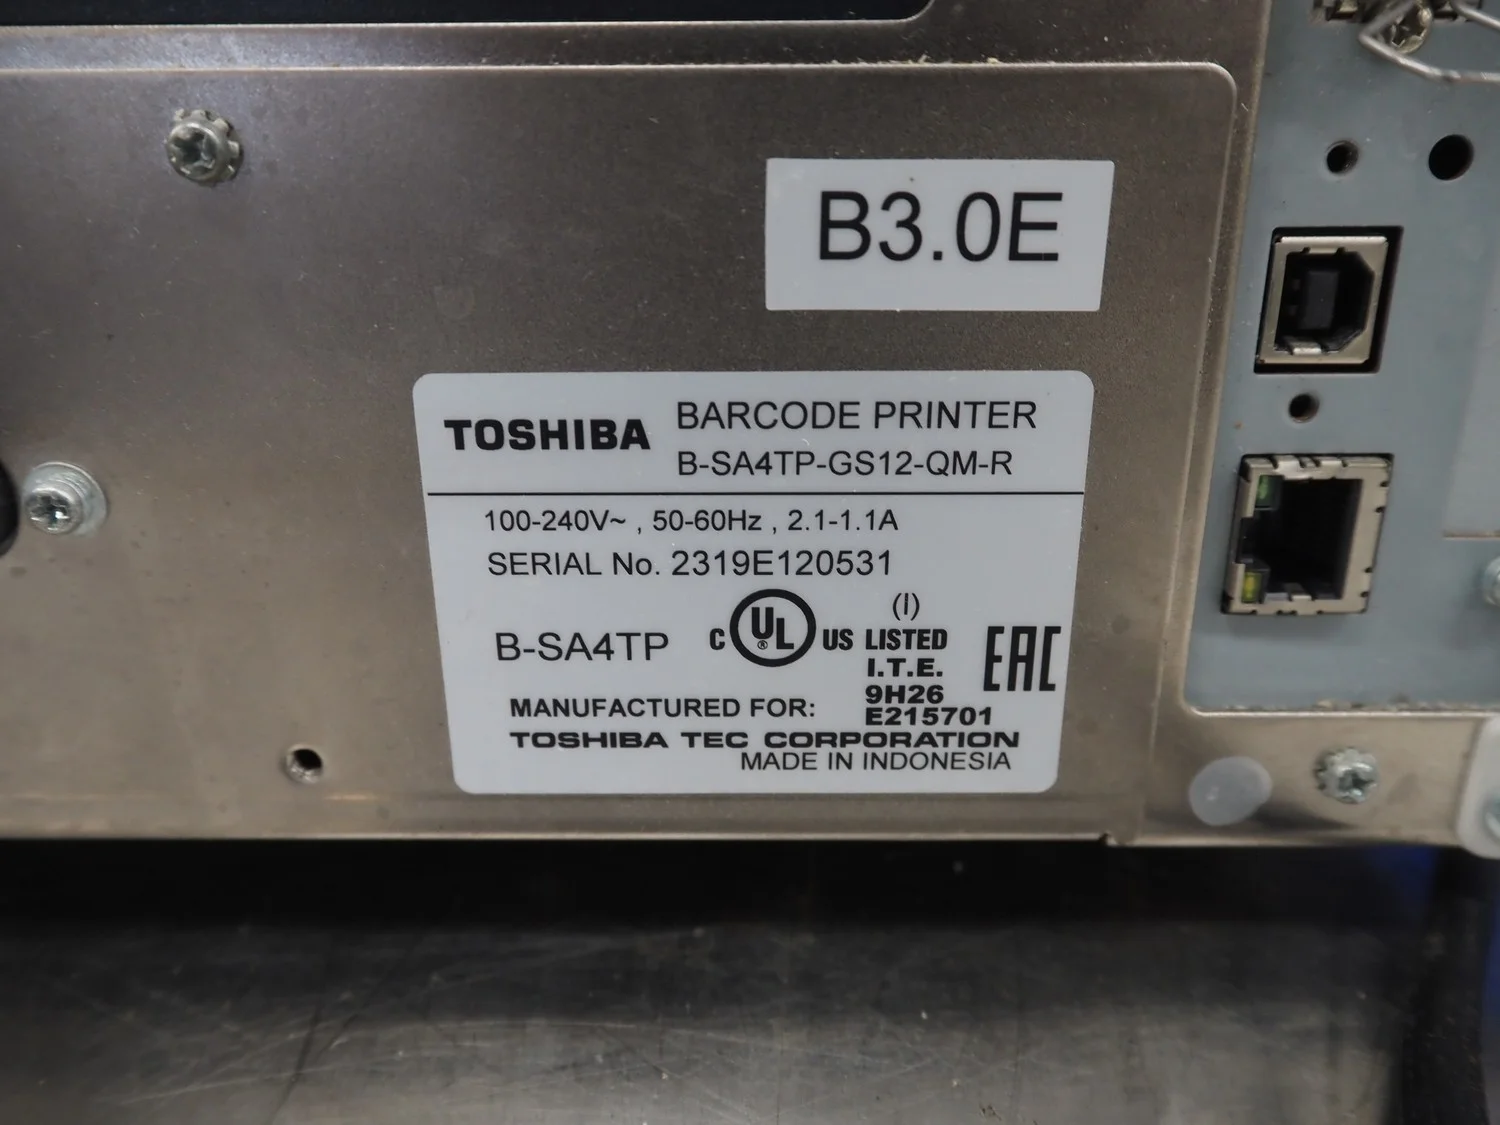 B3.0E
TOSHIBA
BARCODE PRINTER
B-SA4TP-GS12-QM-R
100-240V~ , 50-60Hz , 2.1-1.1A
SERIAL No. 2319E120531
B-SA4TP
C UL ® US
(I)
LISTED
I.T.E.
9H26
E215701
EAC
MANUFACTURED FOR:
TOSHIBA TEC CORPORATION
MADE IN INDONESIA